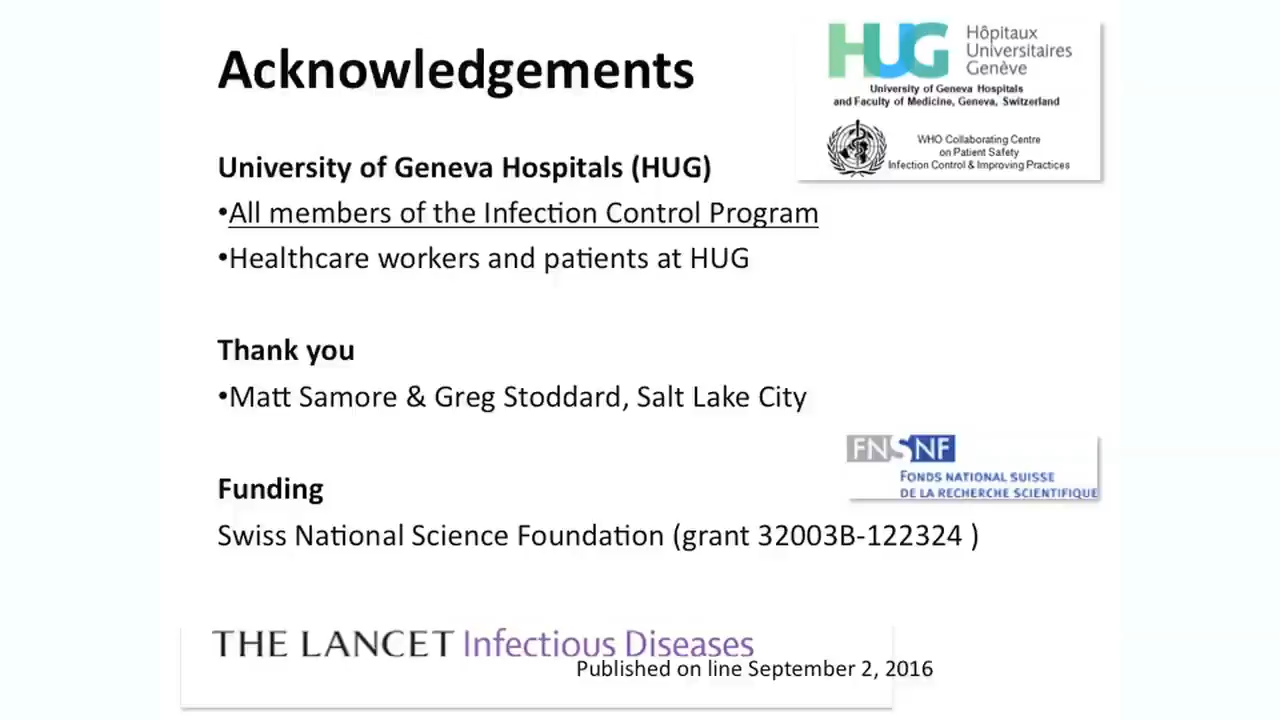 Acknowledgements
HUG Hôpitaux
Universitaires
Genève
University of Geneva Hospitals
and Faculty of Medicine, Geneva, Switzerland
WHO Collaborating Centre
on Patient Safety
Infection Control & Improving Practices
University of Geneva Hospitals (HUG)
•All members of the Infection Control Program
•Healthcare workers and patients at HUG
Thank you
•Matt Samore & Greg Stoddard, Salt Lake City
FNSNF
FONDS NATIONAL SUISSE
DE LA RECHERCHE SCIENTIFIQUE
Funding
Swiss National Science Foundation (grant 32003B-122324 )
THE LANCET Infectious Diseases
Published on line September 2, 2016